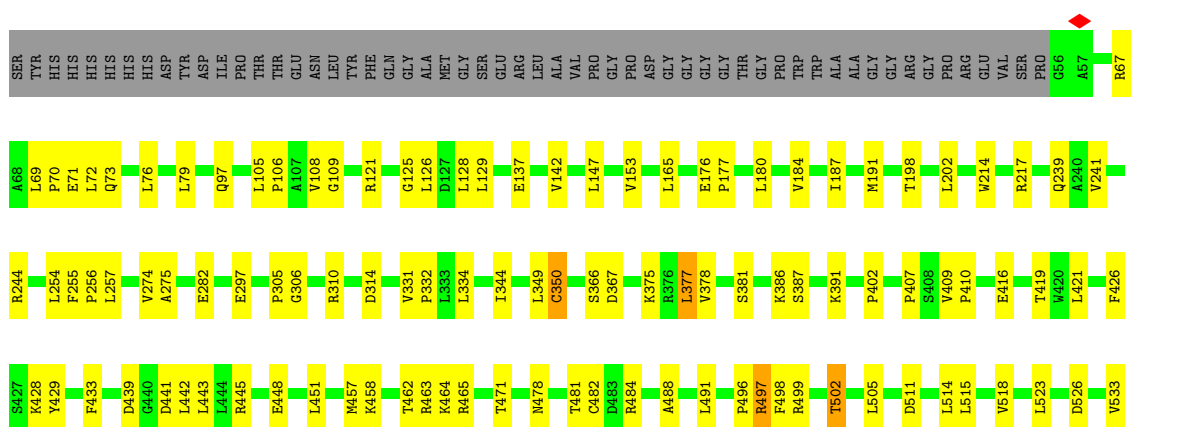 SER TYR HIS HIS HIS HIS HIS HIS ASP TYR ASP ILE PRO THR THR GLU ASN LEU TYR PHE GLN GLY ALA MET GLY SER GLU ARG LEU ALA VAL PRO GLY PRO ASP GLY GLY GLY GLY THR GLY PRO TRP TRP ALA ALA GLY GLY ARG GLY PRO ARG GLU VAL SER PRO G56 A57 R67
A68 L69 P70 E71 L72 Q73 L76 L79 Q97 L105 P106 A107 V108 G109 R121 G125 L126 D127 L128 L129 E137 V142 L147 V153 L165 E176 P177 L180 V184 I187 M191 T198 L202 W214 R217 Q239 A240 V241
R244 L254 F255 P256 L257 V274 A275 E282 E297 P305 G306 R310 D314 V331 P332 L333 L334 I344 L349 C350 S366 D367 K375 R376 L377 V378 S381 K386 S387 K391 P402 P407 S408 V409 P410 E416 T419 W420 L421 F426
S427 K428 Y429 F433 D439 G440 D441 L442 L443 L444 R445 E448 L451 M457 K458 T462 R463 K464 R465 T471 N478 T481 C482 D483 R484 A488 L491 P496 R497 F498 R499 T502 L505 D511 L514 L515 V518 L523 D526 V533